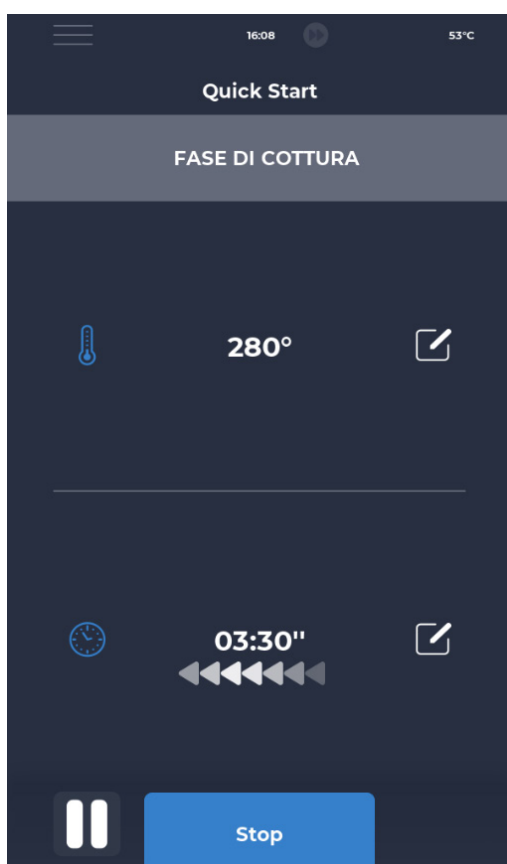 16:08
53°C
Quick Start
FASE DI COTTURA
280°
03:30"
Stop